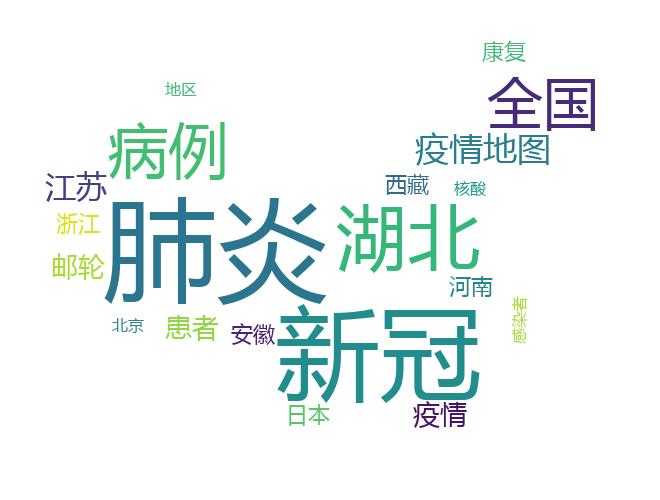 康复
地区
全国
病例
疫情地图
江苏
西藏
核酸
肺炎
湖北
浙江
邮轮
河南
北京
患者
安徽
新冠
感染者
日本
疫情